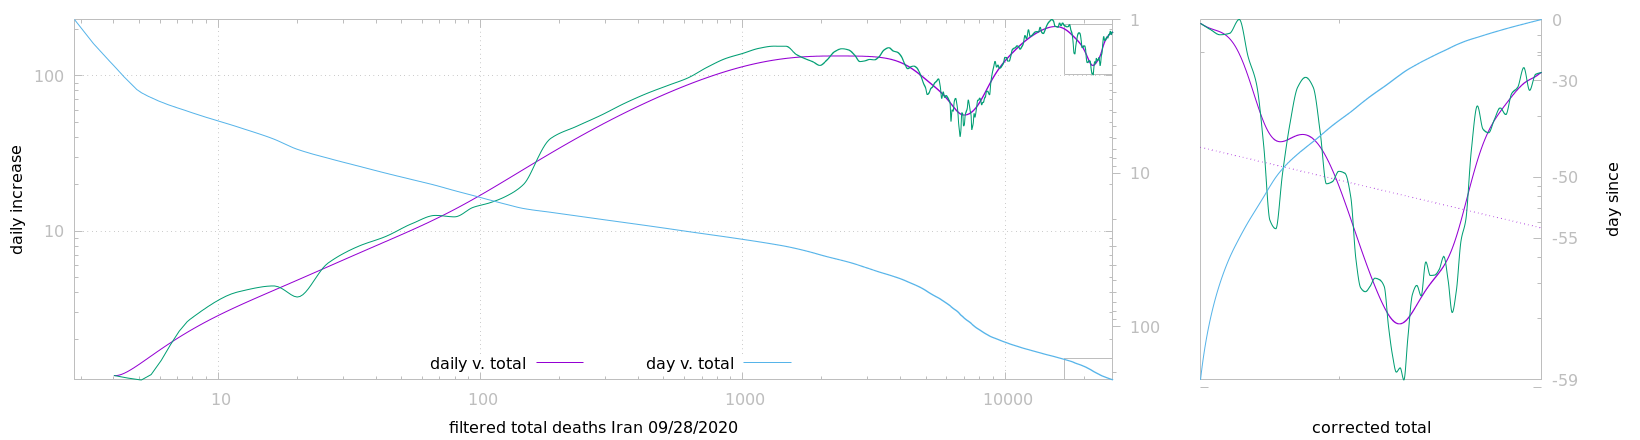 daily increase
100
10
1
10
100
daily v. total
day v. total
10
100
1000
10000
filtered total deaths Iran 09/28/2020
0
-30
-50
-55
-59
day since
corrected total